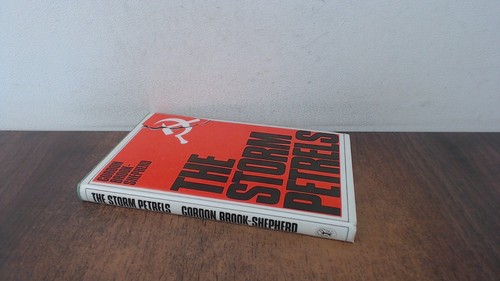 GORDON
BROOK-
SHEPHERD
THE
STORM
PETRELS
THE STORM PETRELS GORDON BROOK-SHEPHERD